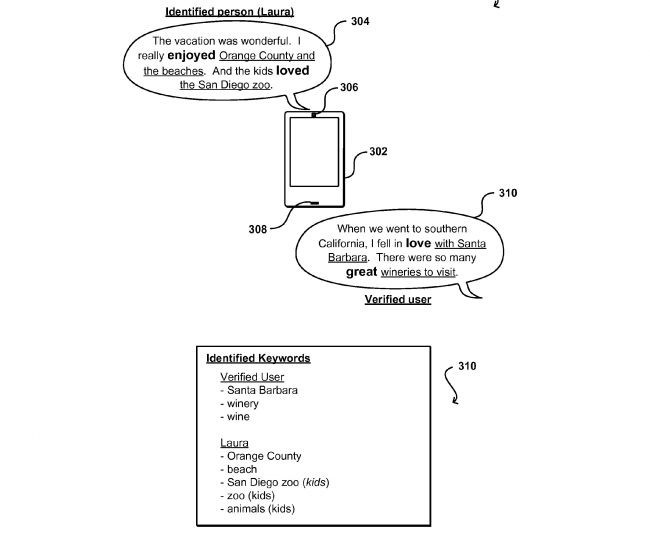 Identified person (Laura)
304
The vacation was wonderful. I
really enjoyed Orange County and
the beaches. And the kids loved
the San Diego zoo.
306
302
308
310
When we went to southern
California, I fell in love with Santa
Barbara. There were so many
great wineries to visit.
Verified user
Identified Keywords
310
Verified User
- Santa Barbara
- winery
- wine
Laura
- Orange County
- beach
- San Diego zoo (kids)
- zoo (kids)
- animals (kids)